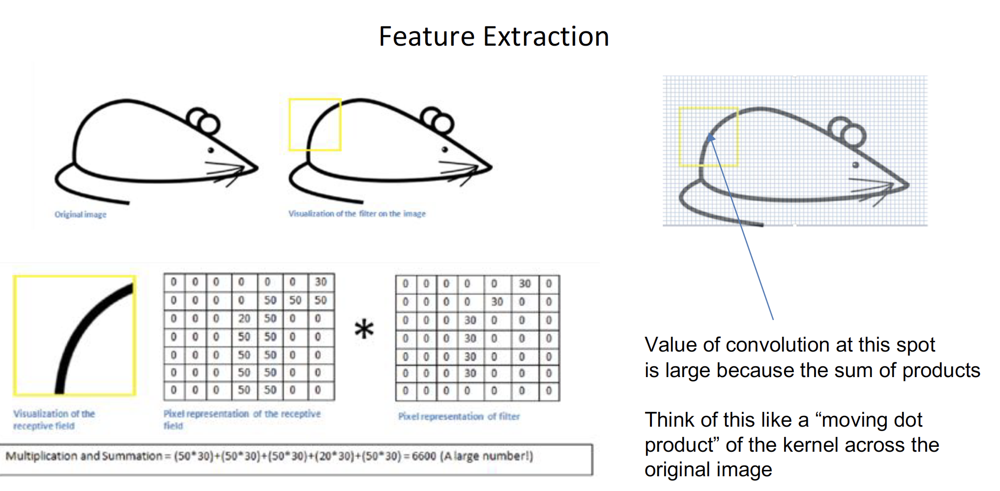 Feature Extraction
Original image
Visualization of the filter on the image
0 0 0 0 0 0 30
0 0 0 0 50 50 50
0 0 0 20 50 0 0
0 0 0 50 50 0 0
0 0 0 50 50 0 0
0 0 0 50 50 0 0
0 0 0 50 50 0 0
*
0 0 0 0 0 30 0
0 0 0 0 30 0 0
0 0 0 30 0 0 0
0 0 0 30 0 0 0
0 0 0 30 0 0 0
0 0 0 30 0 0 0
0 0 0 0 0 0 0
Visualization of the
receptive field
Pixel representation of the receptive
field
Pixel representation of filter
Multiplication and Summation = (50*30)+(50*30)+(50*30)+(20*30)+(50*30) = 6600 (A large number!)
Value of convolution at this spot
is large because the sum of products
Think of this like a “moving dot
product” of the kernel across the
original image